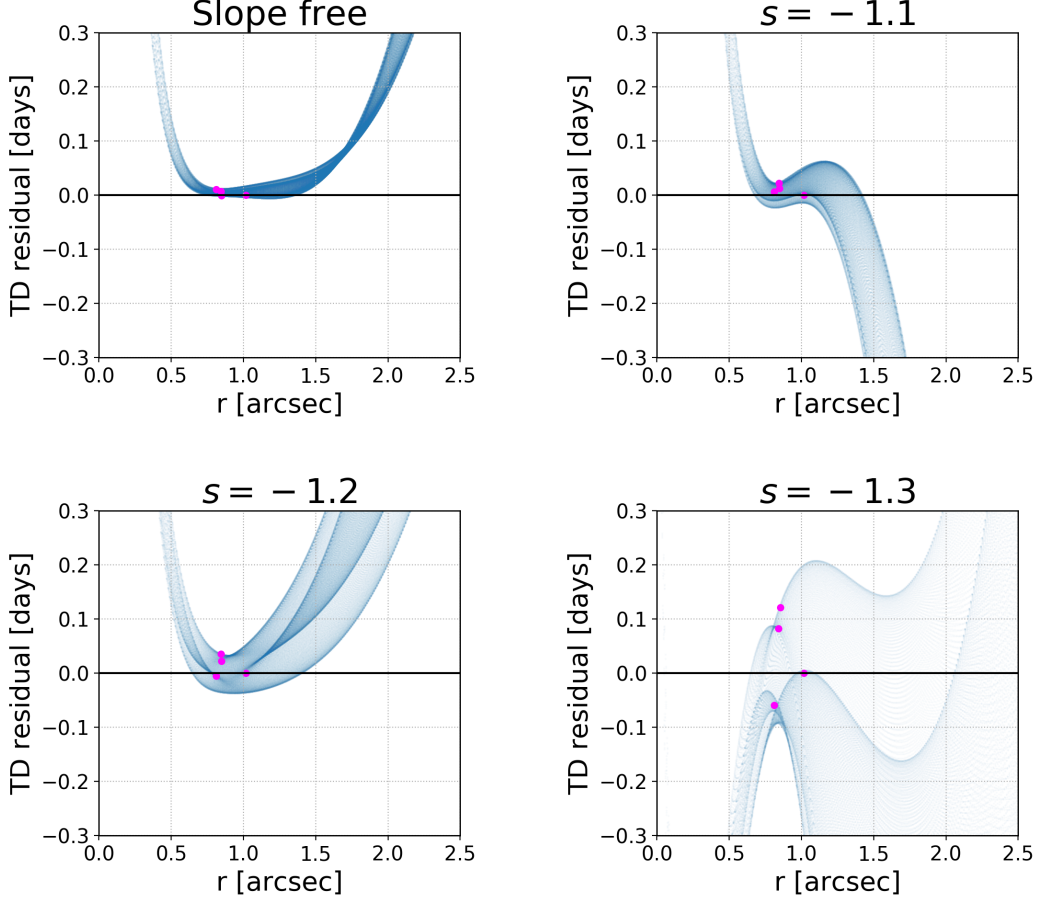 Slope free
TD residual [days]
0.3
0.2
0.1
0.0
−0.1
−0.2
−0.3
0.0 0.5 1.0 1.5 2.0 2.5
r [arcsec]
s = −1.1
TD residual [days]
0.3
0.2
0.1
0.0
−0.1
−0.2
−0.3
0.0 0.5 1.0 1.5 2.0 2.5
r [arcsec]
s = −1.2
TD residual [days]
0.3
0.2
0.1
0.0
−0.1
−0.2
−0.3
0.0 0.5 1.0 1.5 2.0 2.5
r [arcsec]
s = −1.3
TD residual [days]
0.3
0.2
0.1
0.0
−0.1
−0.2
−0.3
0.0 0.5 1.0 1.5 2.0 2.5
r [arcsec]